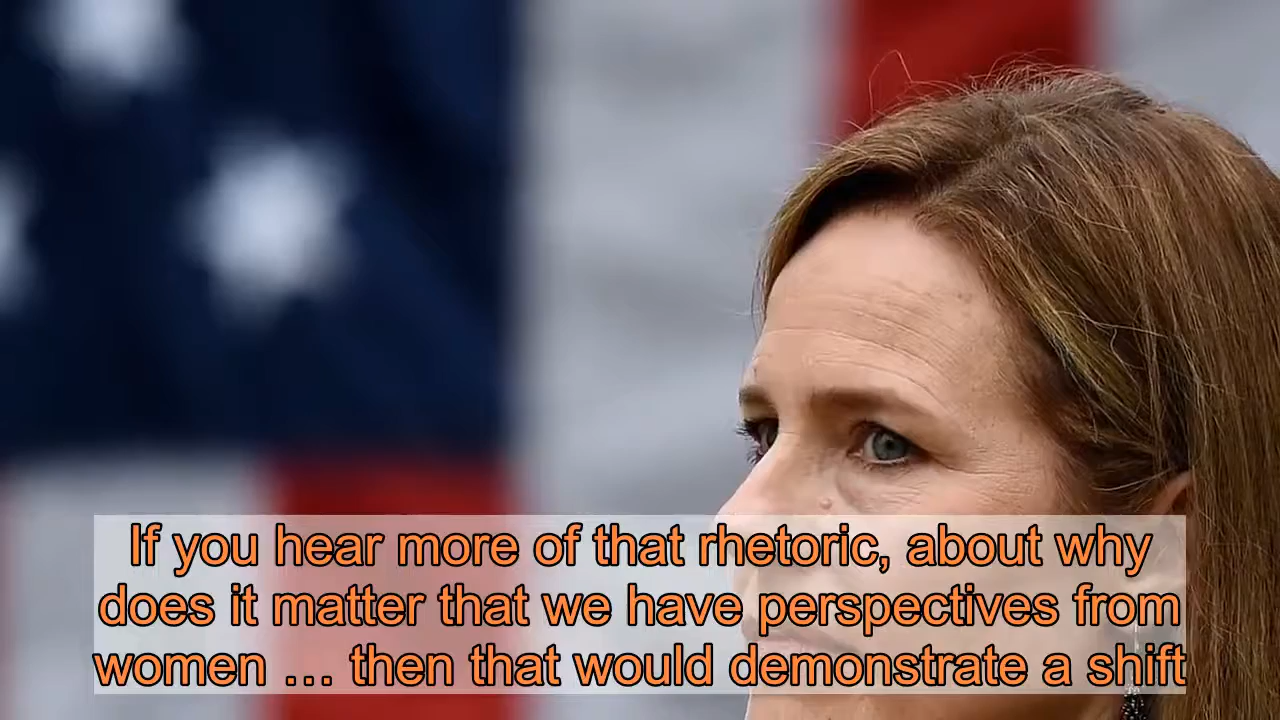 If you hear more of that rhetoric, about why
does it matter that we have perspectives from
women … then that would demonstrate a shift